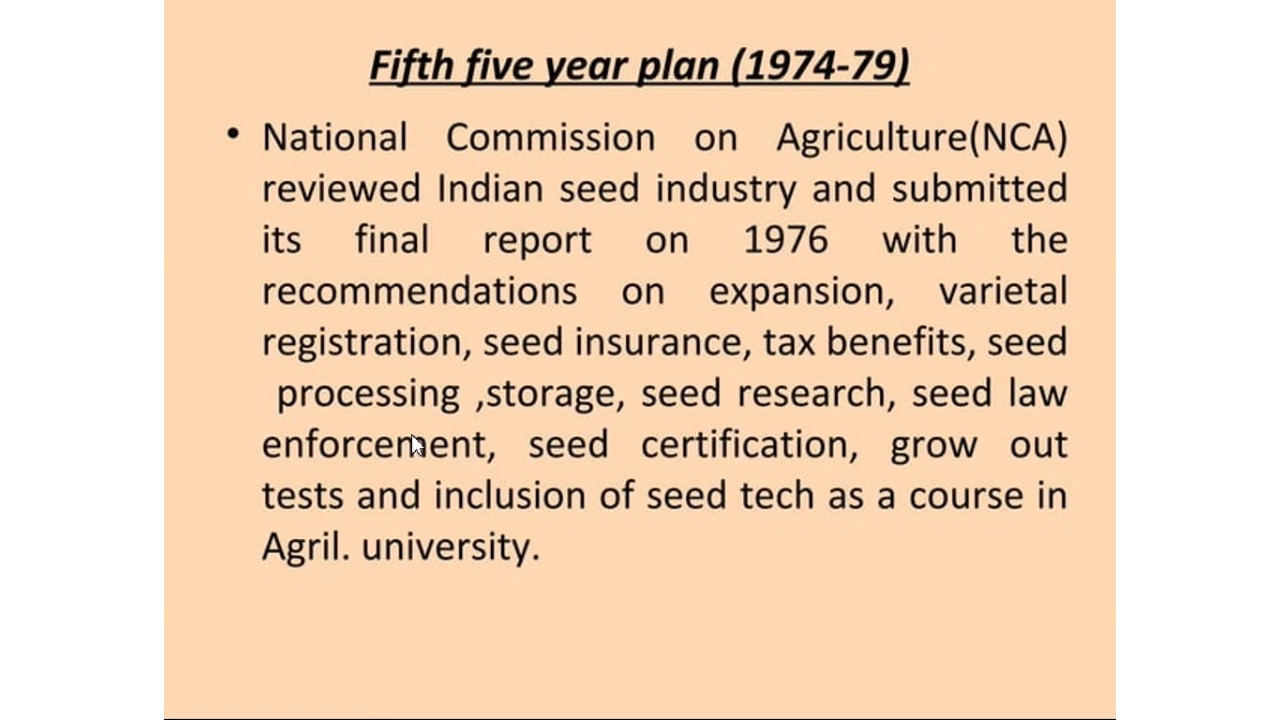 Fifth five year plan (1974-79)
• National Commission on Agriculture(NCA)
reviewed Indian seed industry and submitted
its final report on 1976 with the
recommendations on expansion, varietal
registration, seed insurance, tax benefits, seed
processing ,storage, seed research, seed law
enforcement, seed certification, grow out
tests and inclusion of seed tech as a course in
Agril. university.